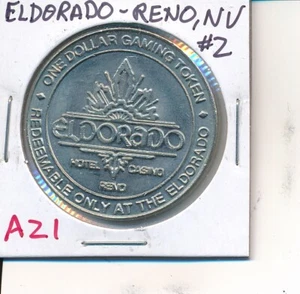 ELDORADO-RENO, NV
#2
ONE DOLLAR GAMING TOKEN
ELDORADO
HOTEL CASINO
RENO
REDEEMABLE ONLY AT THE ELDORADO
A21